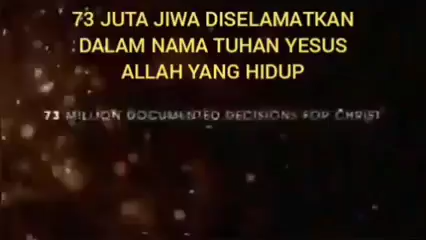 73 JUTA JIWA DISELAMATKAN
DALAM NAMA TUHAN YESUS
ALLAH YANG HIDUP
73 MILLION DOCUMENTED DECISIONS FOR CHRIST